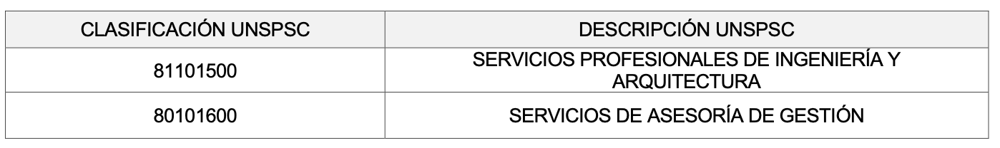 CLASIFICACIÓN UNSPSC
DESCRIPCIÓN UNSPSC
81101500
SERVICIOS PROFESIONALES DE INGENIERÍA Y
ARQUITECTURA
80101600
SERVICIOS DE ASESORÍA DE GESTIÓN